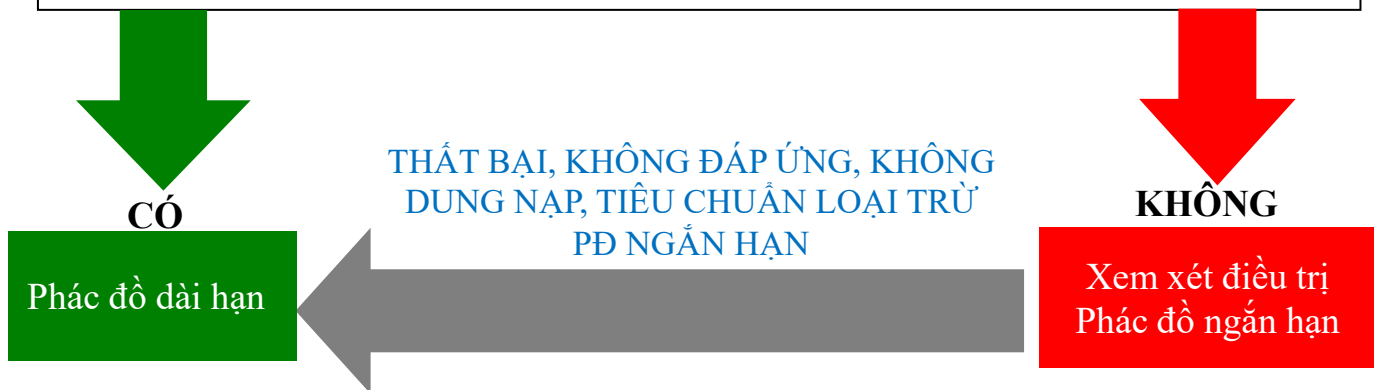 THẤT BẠI, KHÔNG ĐÁP ỨNG, KHÔNG
DUNG NẠP, TIÊU CHUẨN LOẠI TRỪ
PĐ NGẮN HẠN
CÓ
KHÔNG
Phác đồ dài hạn
Xem xét điều trị
Phác đồ ngắn hạn